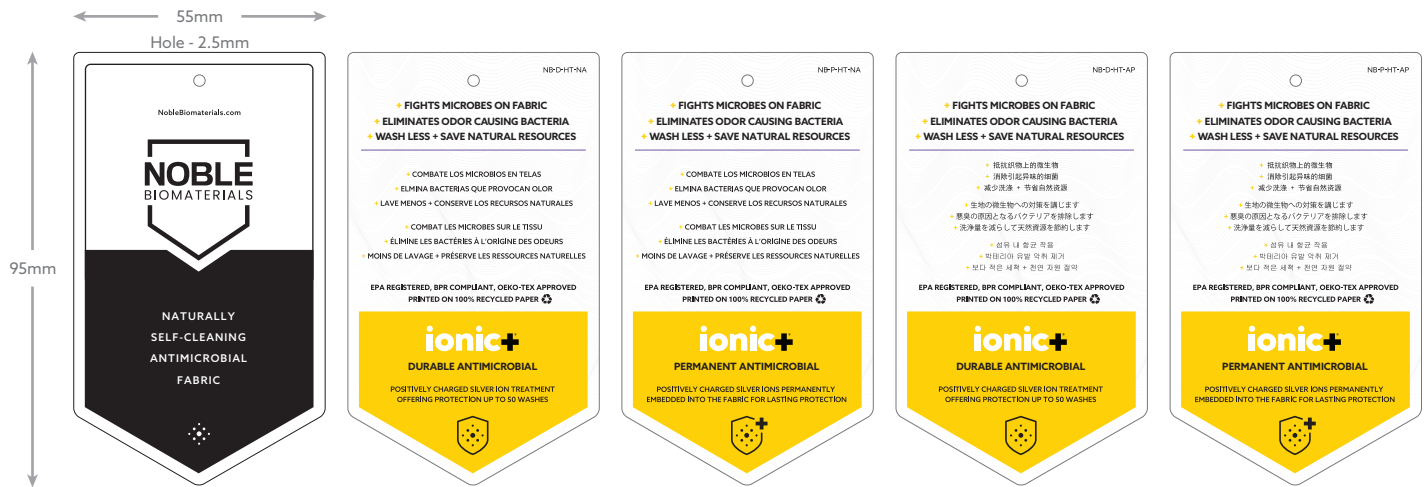 55mm
Hole - 2.5mm
95mm
NobleBiomaterials.com
NOBLE
BIOMATERIALS
NATURALLY
SELF-CLEANING
ANTIMICROBIAL
FABRIC
NB-D-HT-NA
+ FIGHTS MICROBES ON FABRIC
+ ELIMINATES ODOR CAUSING BACTERIA
+ WASH LESS + SAVE NATURAL RESOURCES
+ COMBATE LOS MICROBIOS EN TELAS
+ ELMINA BACTERIAS QUE PROVOCAN OLOR
+ LAVE MENOS + CONSERVE LOS RECURSOS NATURALES
+ COMBAT LES MICROBES SUR LE TISSU
+ ÉLIMINE LES BACTÉRIES À L'ORIGINE DES ODEURS
+ MOINS DE LAVAGE + PRÉSERVE LES RESSOURCES NATURELLES
EPA REGISTERED, BPR COMPLIANT, OEKO-TEX APPROVED
PRINTED ON 100% RECYCLED PAPER
ionic+
DURABLE ANTIMICROBIAL
POSITIVELY CHARGED SILVER ION TREATMENT
OFFERING PROTECTION UP TO 50 WASHES
NB-P-HT-NA
+ FIGHTS MICROBES ON FABRIC
+ ELIMINATES ODOR CAUSING BACTERIA
+ WASH LESS + SAVE NATURAL RESOURCES
+ COMBATE LOS MICROBIOS EN TELAS
+ ELMINA BACTERIAS QUE PROVOCAN OLOR
+ LAVE MENOS + CONSERVE LOS RECURSOS NATURALES
+ COMBAT LES MICROBES SUR LE TISSU
+ ÉLIMINE LES BACTÉRIES À L'ORIGINE DES ODEURS
+ MOINS DE LAVAGE + PRÉSERVE LES RESSOURCES NATURELLES
EPA REGISTERED, BPR COMPLIANT, OEKO-TEX APPROVED
PRINTED ON 100% RECYCLED PAPER
ionic+
PERMANENT ANTIMICROBIAL
POSITIVELY CHARGED SILVER IONS PERMANENTLY
EMBEDDED INTO THE FABRIC FOR LASTING PROTECTION
NB-D-HT-AP
+ FIGHTS MICROBES ON FABRIC
+ ELIMINATES ODOR CAUSING BACTERIA
+ WASH LESS + SAVE NATURAL RESOURCES
+ 抵抗织物上的微生物
+ 消除引起异味的细菌
+ 减少洗涤 + 节省自然资源
+ 生地の微生物への対策を講じます
+ 悪臭の原因となるバクテリアを排除します
+ 洗浄量を減らして天然資源を節約します
+ 섬유 내 항균 작용
+ 박테리아 유발 악취 제거
+ 보다 적은 세척 + 천연 자원 절약
EPA REGISTERED, BPR COMPLIANT, OEKO-TEX APPROVED
PRINTED ON 100% RECYCLED PAPER
ionic+
DURABLE ANTIMICROBIAL
POSITIVELY CHARGED SILVER ION TREATMENT
OFFERING PROTECTION UP TO 50 WASHES
NB-P-HT-AP
+ FIGHTS MICROBES ON FABRIC
+ ELIMINATES ODOR CAUSING BACTERIA
+ WASH LESS + SAVE NATURAL RESOURCES
+ 抵抗织物上的微生物
+ 消除引起异味的细菌
+ 减少洗涤 + 节省自然资源
+ 生地の微生物への対策を講じます
+ 悪臭の原因となるバクテリアを排除します
+ 洗浄量を減らして天然資源を節約します
+ 섬유 내 항균 작용
+ 박테리아 유발 악취 제거
+ 보다 적은 세척 + 천연 자원 절약
EPA REGISTERED, BPR COMPLIANT, OEKO-TEX APPROVED
PRINTED ON 100% RECYCLED PAPER
ionic+
PERMANENT ANTIMICROBIAL
POSITIVELY CHARGED SILVER IONS PERMANENTLY
EMBEDDED INTO THE FABRIC FOR LASTING PROTECTION